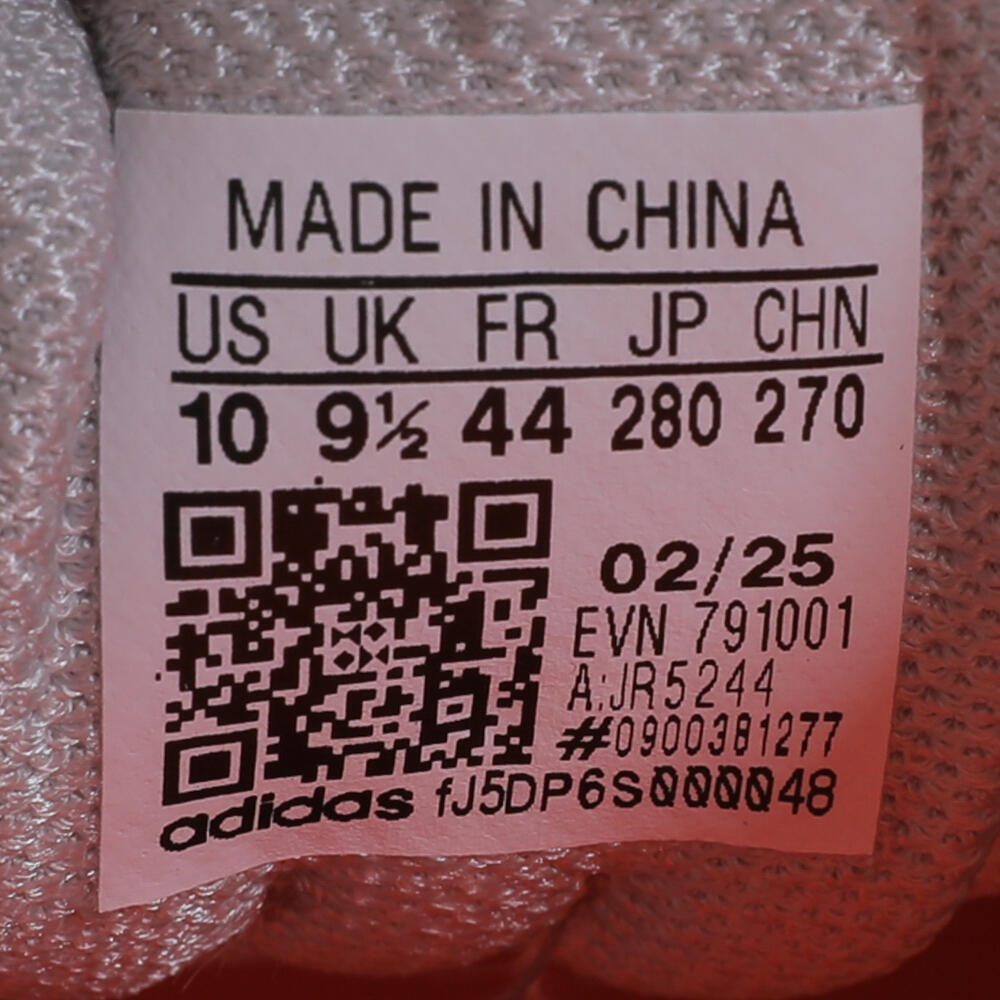 MADE IN CHINA
US UK FR JP CHN
10 9½ 44 280 270
02/25
EVN 791001
A:JR5244
#0900381277
adidas fJ5DP6S000048